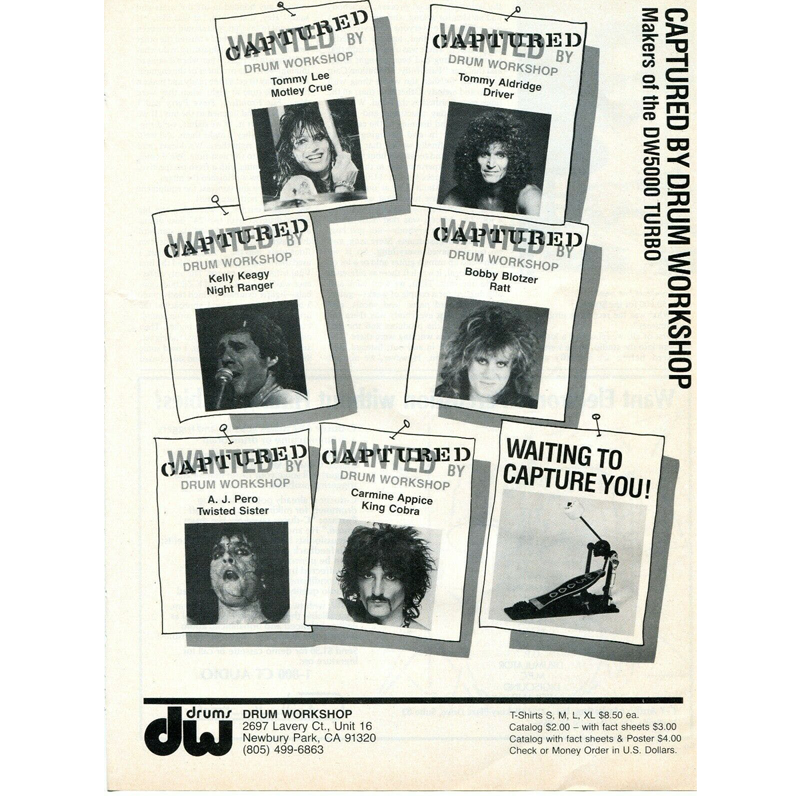 CAPTURED BY DRUM WORKSHOP
Makers of the DW5000 TURBO
WANTED BY
CAPTURED
DRUM WORKSHOP
Tommy Lee
Motley Crue
WANTED BY
CAPTURED
DRUM WORKSHOP
Tommy Aldridge
Driver
WANTED BY
CAPTURED
DRUM WORKSHOP
Kelly Keagy
Night Ranger
WANTED BY
CAPTURED
DRUM WORKSHOP
Bobby Blotzer
Ratt
WANTED BY
CAPTURED
DRUM WORKSHOP
A. J. Pero
Twisted Sister
WANTED BY
CAPTURED
DRUM WORKSHOP
Carmine Appice
King Cobra
WAITING TO
CAPTURE YOU!
5000
drums
dw
DRUM WORKSHOP
2697 Lavery Ct., Unit 16
Newbury Park, CA 91320
(805) 499-6863
T-Shirts S, M, L, XL $8.50 ea.
Catalog $2.00 – with fact sheets $3.00
Catalog with fact sheets & Poster $4.00
Check or Money Order in U.S. Dollars.